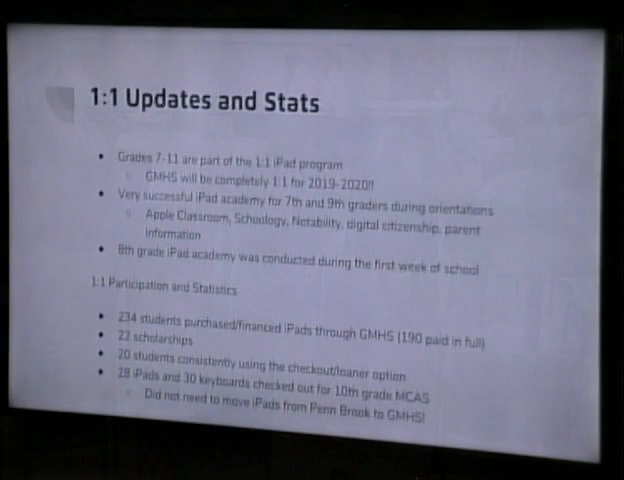 1:1 Updates and Stats
• Grades 7-11 are part of the 1:1 iPad program
○ GMHS will be completely 1:1 for 2019-2020!!
• Very successful iPad academy for 7th and 9th graders during orientations
○ Apple Classroom, Schoology, Notability, digital citizenship, parent
information
• 8th grade iPad academy was conducted during the first week of school
1:1 Participation and Statistics
• 234 students purchased/financed iPads through GMHS (190 paid in full)
• 22 scholarships
• 20 students consistently using the checkout/loaner option
• 28 iPads and 30 keyboards checked out for 10th grade MCAS
○ Did not need to move iPads from Penn Brook to GMHS!